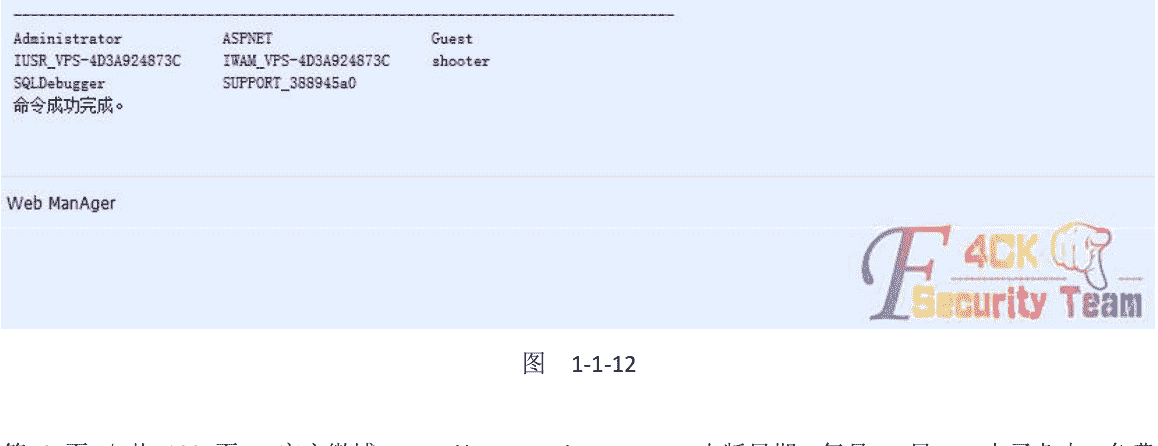 Administrator ASPNET Guest
IUSR_VPS-4D3A924873C IWAM_VPS-4D3A924873C shooter
SQLDebugger SUPPORT_388945a0
命令成功完成。
Web ManAger
F4CK
Security Team
图 1-1-12